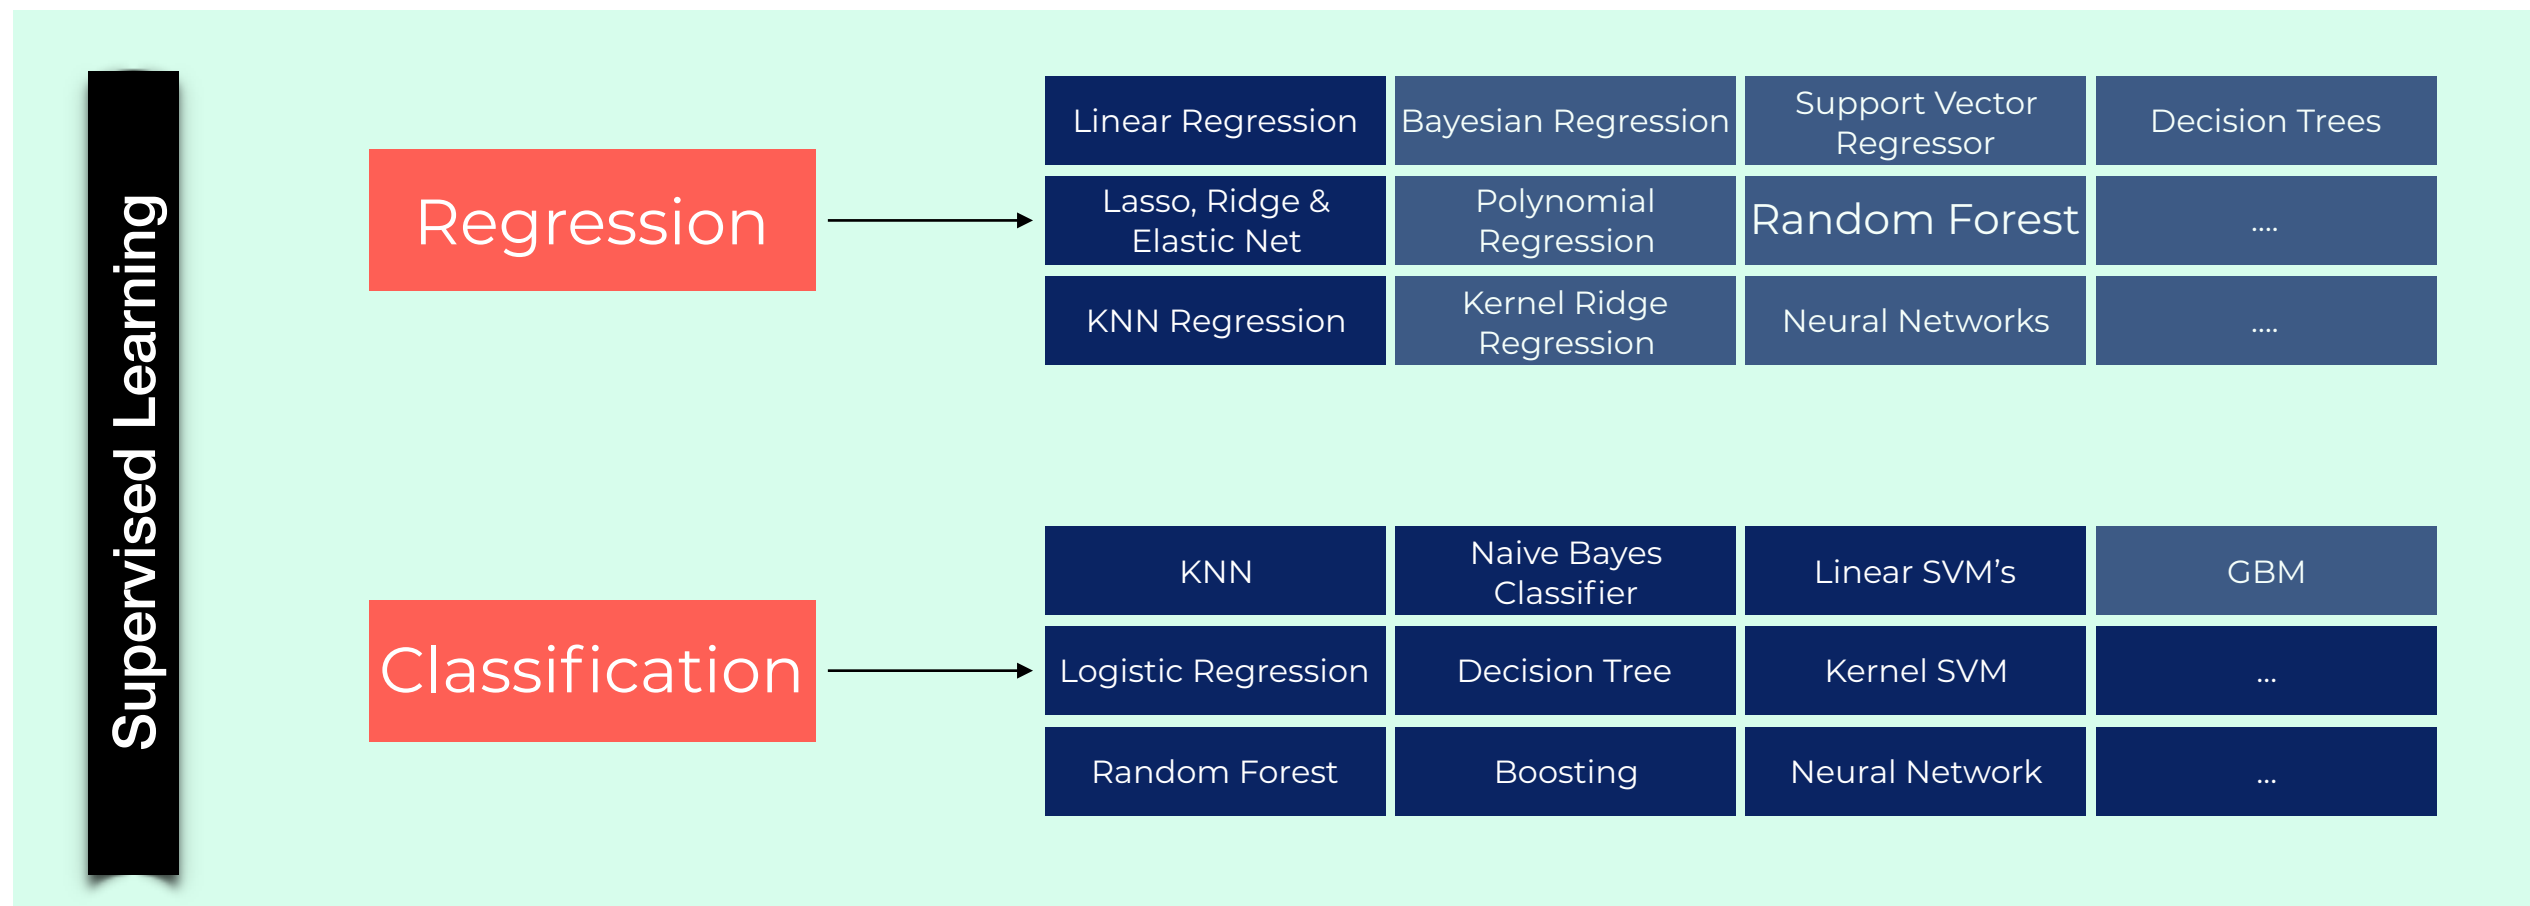 Supervised Learning
Regression
Linear Regression
Bayesian Regression
Support Vector
Regressor
Decision Trees
Lasso, Ridge &
Elastic Net
Polynomial
Regression
Random Forest
....
KNN Regression
Kernel Ridge
Regression
Neural Networks
....
Classification
KNN
Naive Bayes
Classifier
Linear SVM’s
GBM
Logistic Regression
Decision Tree
Kernel SVM
...
Random Forest
Boosting
Neural Network
...